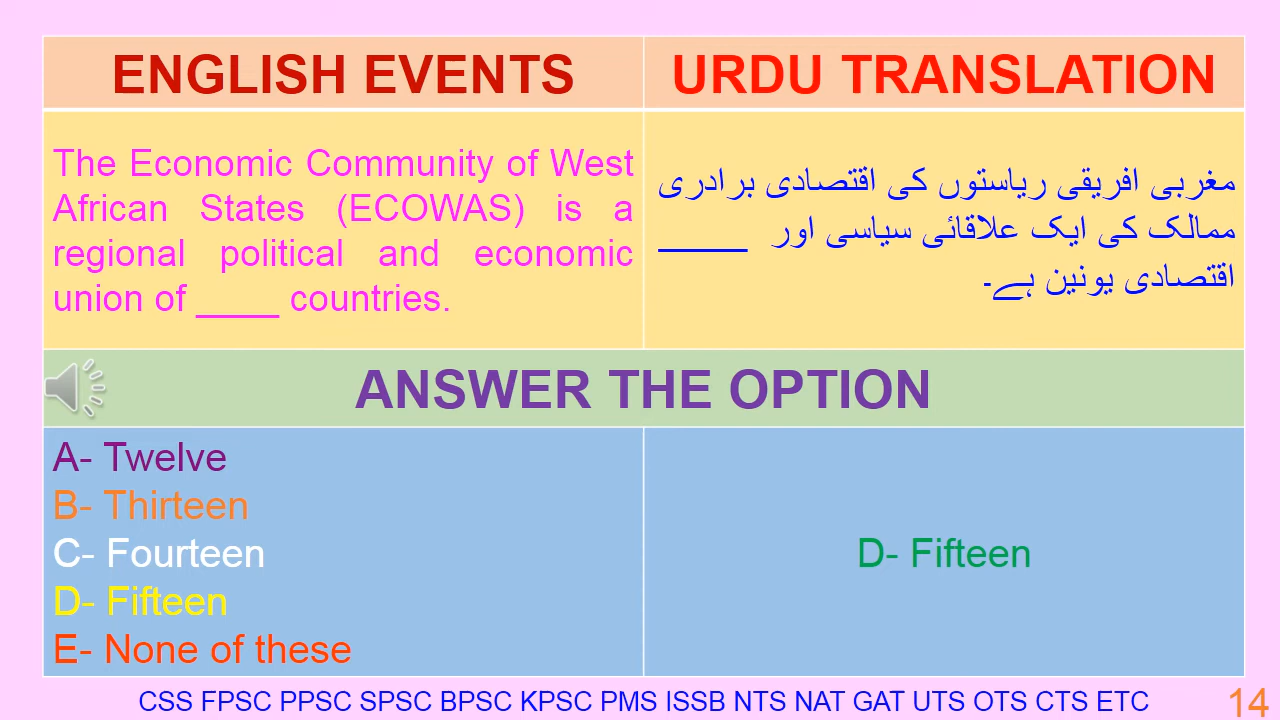 ENGLISH EVENTS
URDU TRANSLATION
The Economic Community of West
African States (ECOWAS) is a
regional political and economic
union of ____ countries.
مغربی افریقی ریاستوں کی اقتصادی برادری
ممالک کی ایک علاقائی سیاسی اور ____
اقتصادی یونین ہے۔
ANSWER THE OPTION
A- Twelve
B- Thirteen
C- Fourteen
D- Fifteen
E- None of these
D- Fifteen
CSS FPSC PPSC SPSC BPSC KPSC PMS ISSB NTS NAT GAT UTS OTS CTS ETC
14